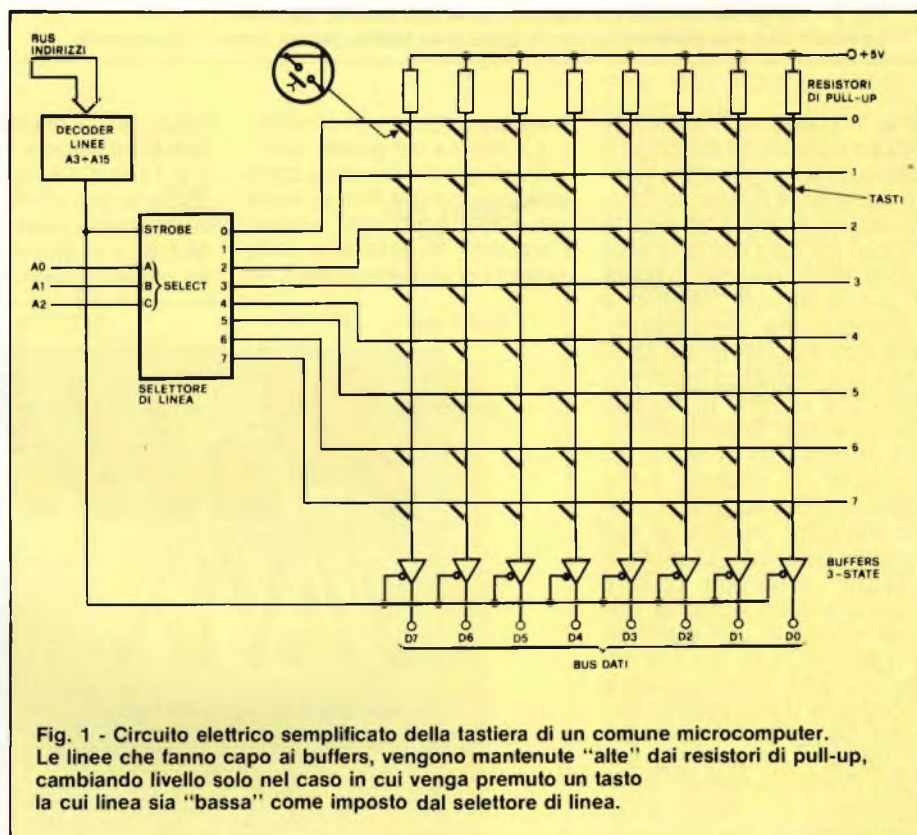 BUS
INDIRIZZI
DECODER
LINEE
A3÷A15
+5V
RESISTORI
DI PULL-UP
0
1
TASTI
2
3
4
5
6
7
STROBE
A0
A1
A2
A
B
C
SELECT
0
1
2
3
4
5
6
7
SELETTORE
DI LINEA
BUFFERS
3-STATE
D7 D6 D5 D4 D3 D2 D1 D0
BUS DATI
Fig. 1 - Circuito elettrico semplificato della tastiera di un comune microcomputer.
Le linee che fanno capo ai buffers, vengono mantenute "alte" dai resistori di pull-up,
cambiando livello solo nel caso in cui venga premuto un tasto
la cui linea sia "bassa" come imposto dal selettore di linea.